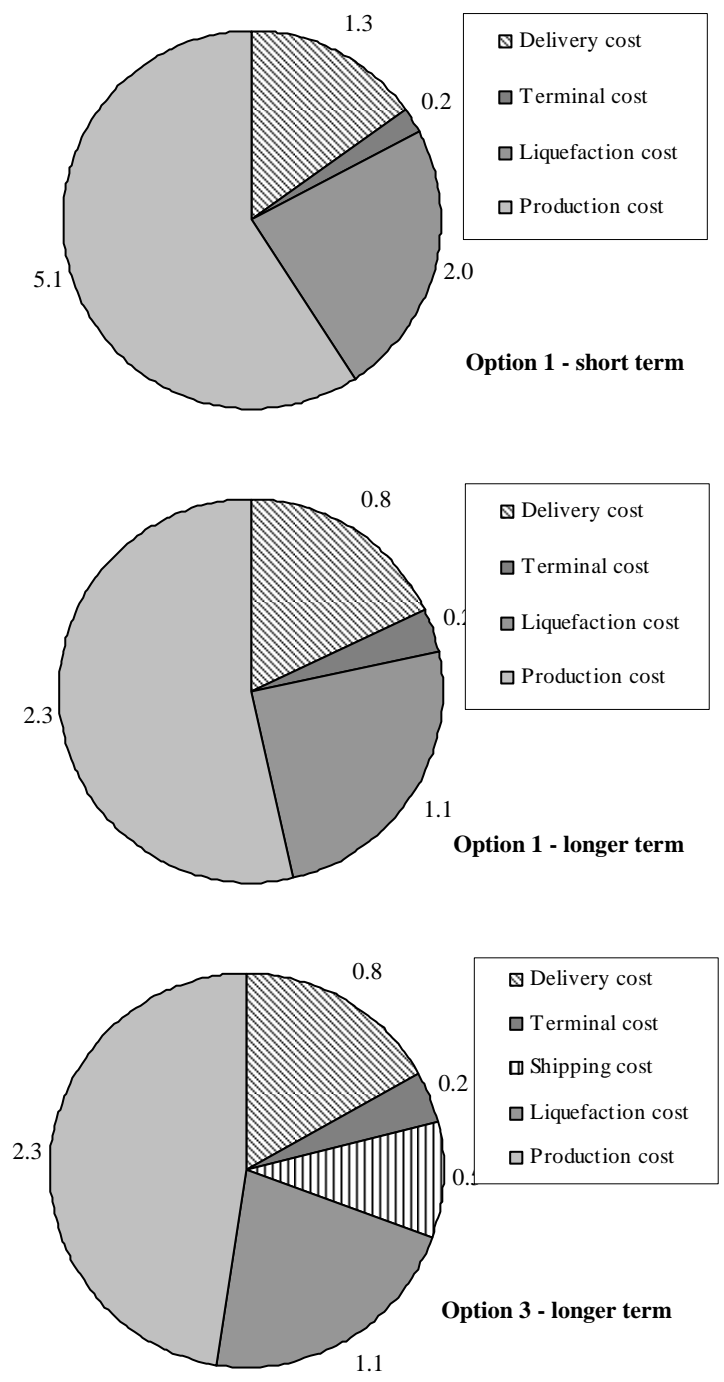 1.3
Delivery cost
0.2
Terminal cost
Liquefaction cost
Production cost
2.0
5.1
Option 1 - short term
0.8
Delivery cost
Terminal cost
0.2
Liquefaction cost
Production cost
2.3
1.1
Option 1 - longer term
0.8
Delivery cost
Terminal cost
0.2
Shipping cost
Liquefaction cost
Production cost
2.3
1.1
Option 3 - longer term